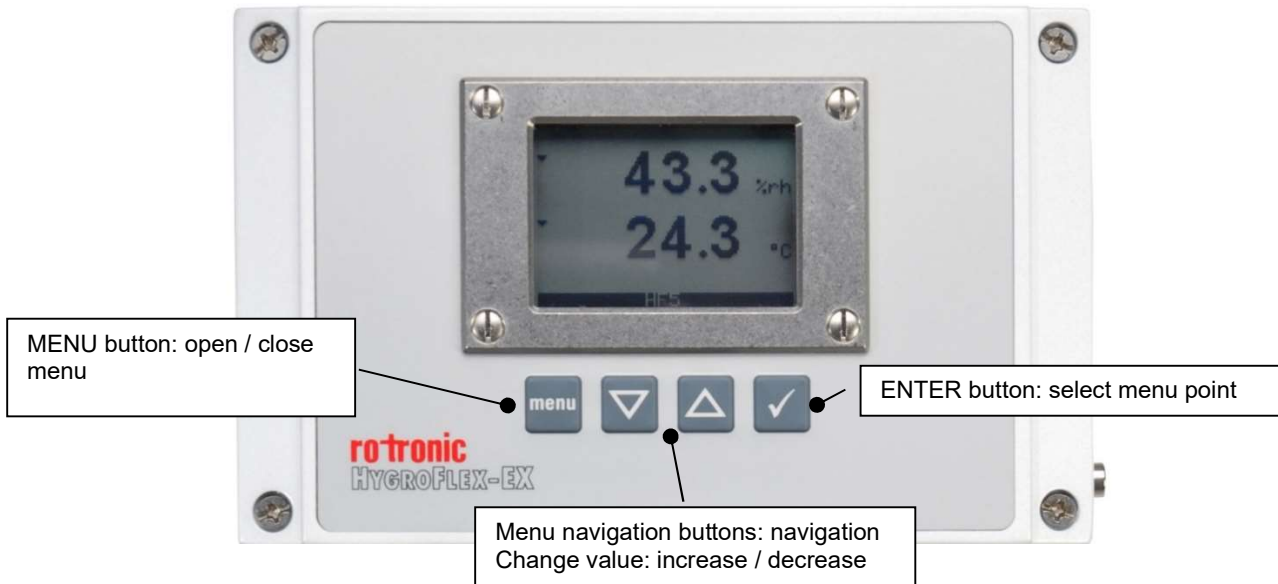 43.3 %rh
24.3 °C
HF5
MENU button: open / close
menu
menu
ENTER button: select menu point
rotronic
HYGROFLEX-EX
Menu navigation buttons: navigation
Change value: increase / decrease